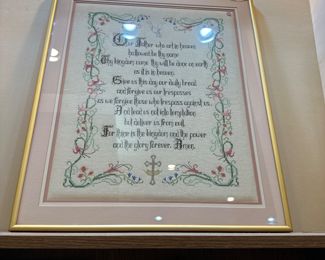 Our Father who art in heaven
hallowed be thy name
Thy kingdom come thy will be done on earth
as it is in heaven
Give us this day our daily bread
and forgive us our trespasses
as we forgive those who trespass against us.
And lead us not into temptation
but deliver us from evil.
For thine is the kingdom and the power
and the glory forever. Amen.